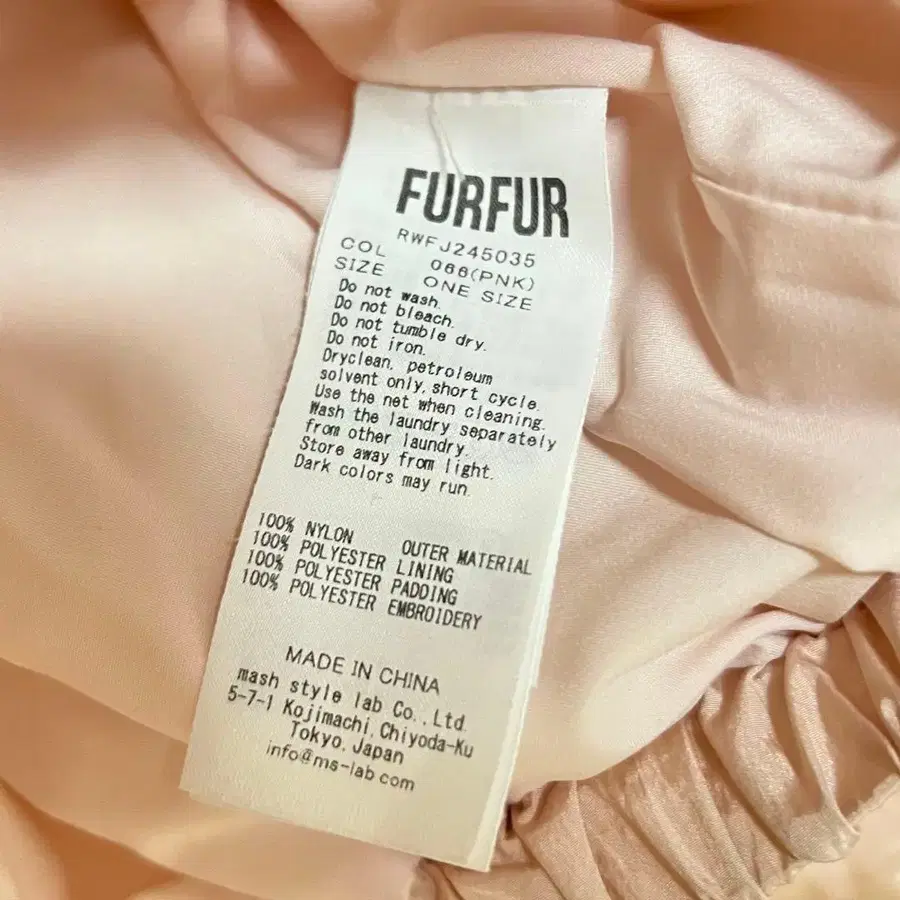 FURFUR
RWFJ245035
COL 066(PNK)
SIZE ONE SIZE
Do not wash.
Do not bleach.
Do not tumble dry.
Do not iron.
Dryclean, petroleum
solvent only, short cycle.
Use the net when cleaning.
Wash the laundry separately
from other laundry.
Store away from light.
Dark colors may run.
100% NYLON OUTER MATERIAL
100% POLYESTER LINING
100% POLYESTER PADDING
100% POLYESTER EMBROIDERY
MADE IN CHINA
mash style lab Co., Ltd.
5-7-1 Kojimachi, Chiyoda-Ku
Tokyo, Japan
info@ms-lab.com